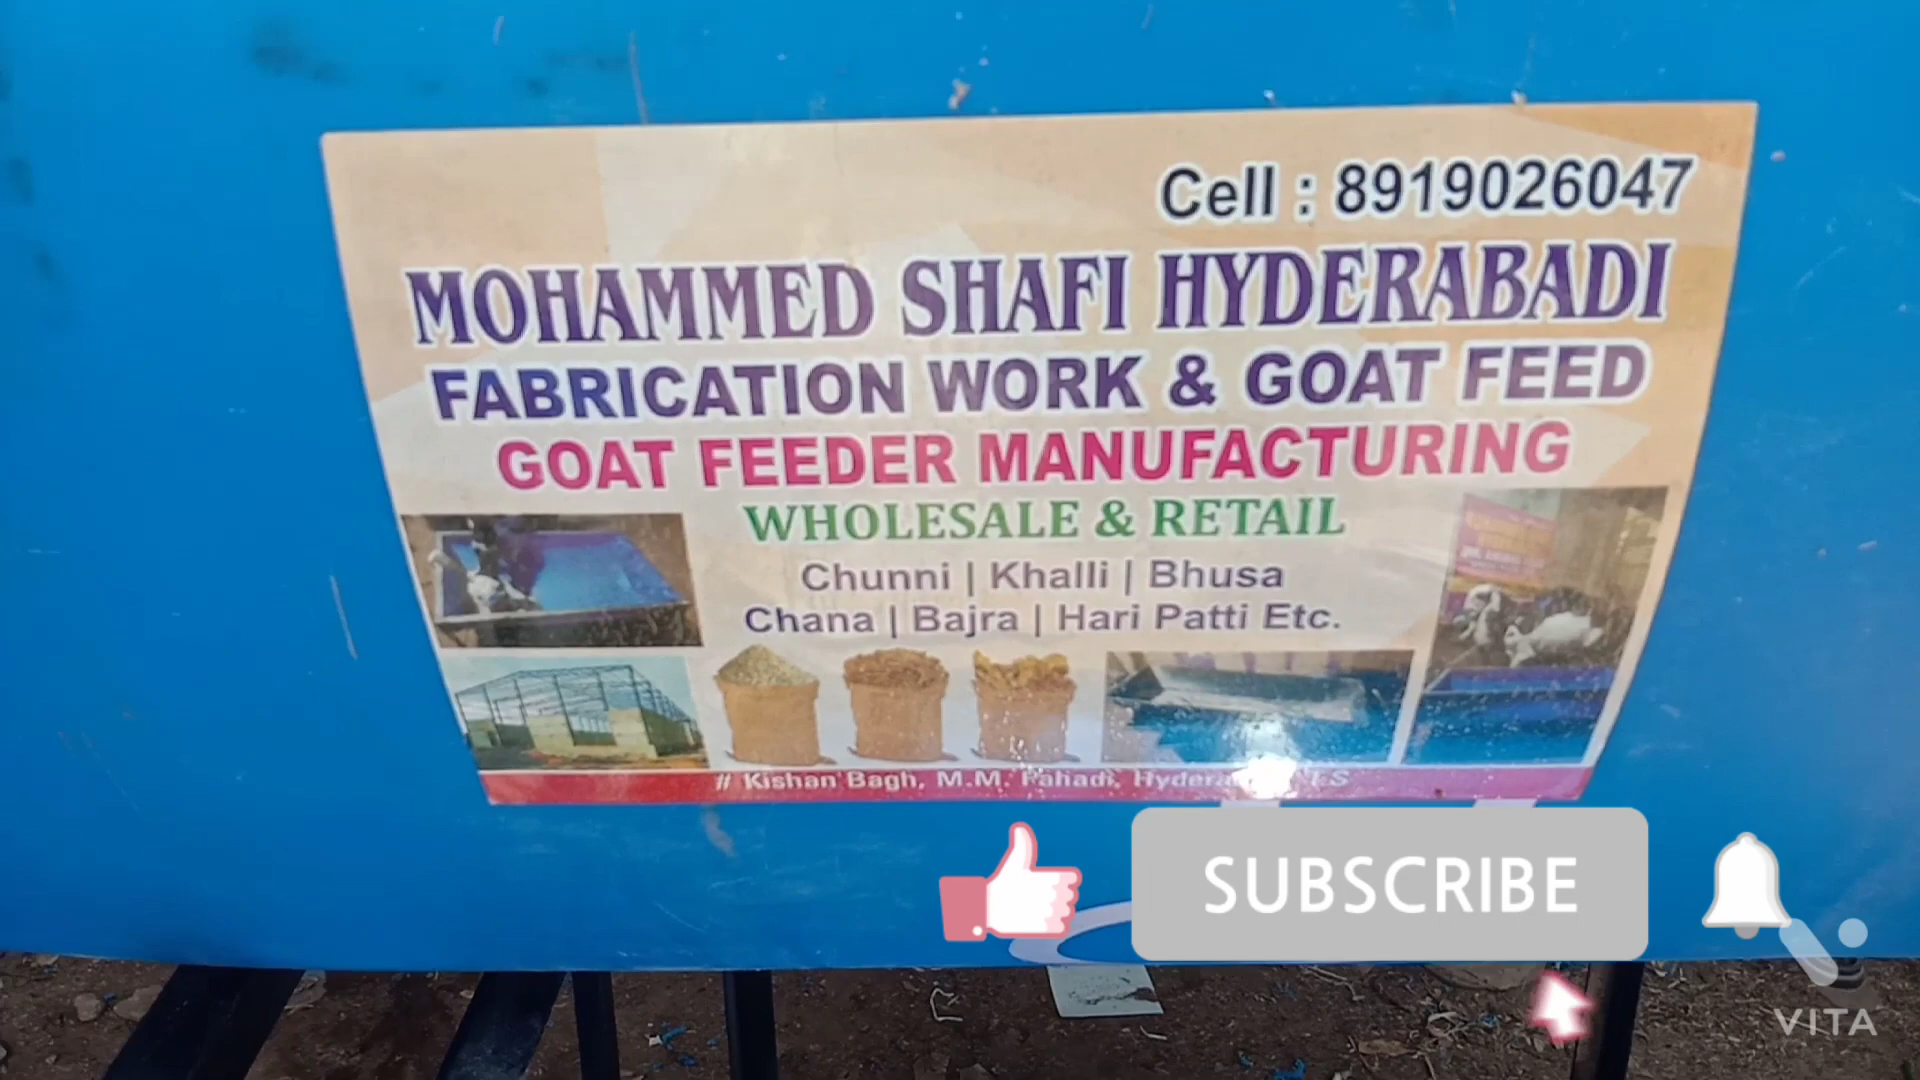 Cell : 8919026047
MOHAMMED SHAFI HYDERABADI
FABRICATION WORK & GOAT FEED
GOAT FEEDER MANUFACTURING
WHOLESALE & RETAIL
Chunni | Khalli | Bhusa
Chana | Bajra | Hari Patti Etc.
# Kishan Bagh, M.M. Pahadi,
SUBSCRIBE
VITA